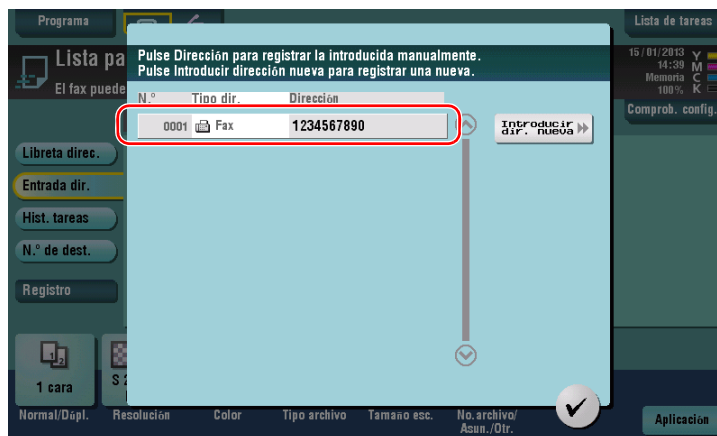 Programa
Lista de tareas
Lista pa
El fax puede
Pulse Dirección para registrar la introducida manualmente.
Pulse Introducir dirección nueva para registrar una nueva.
15/01/2013
14:39
Memoria
100%
Y
M
C
K
Comprob. config.
N.° Tipo dir. Dirección
0001 Fax 1234567890
Introducir
dir. nueva
Libreta direc.
Entrada dir.
Hist. tareas
N.° de dest.
Registro
1 2
1 cara
S 2
Normal/Dúpl. Resolución Color Tipo archivo Tamaño esc. No.archivo/
Asun./Otr.
Aplicación